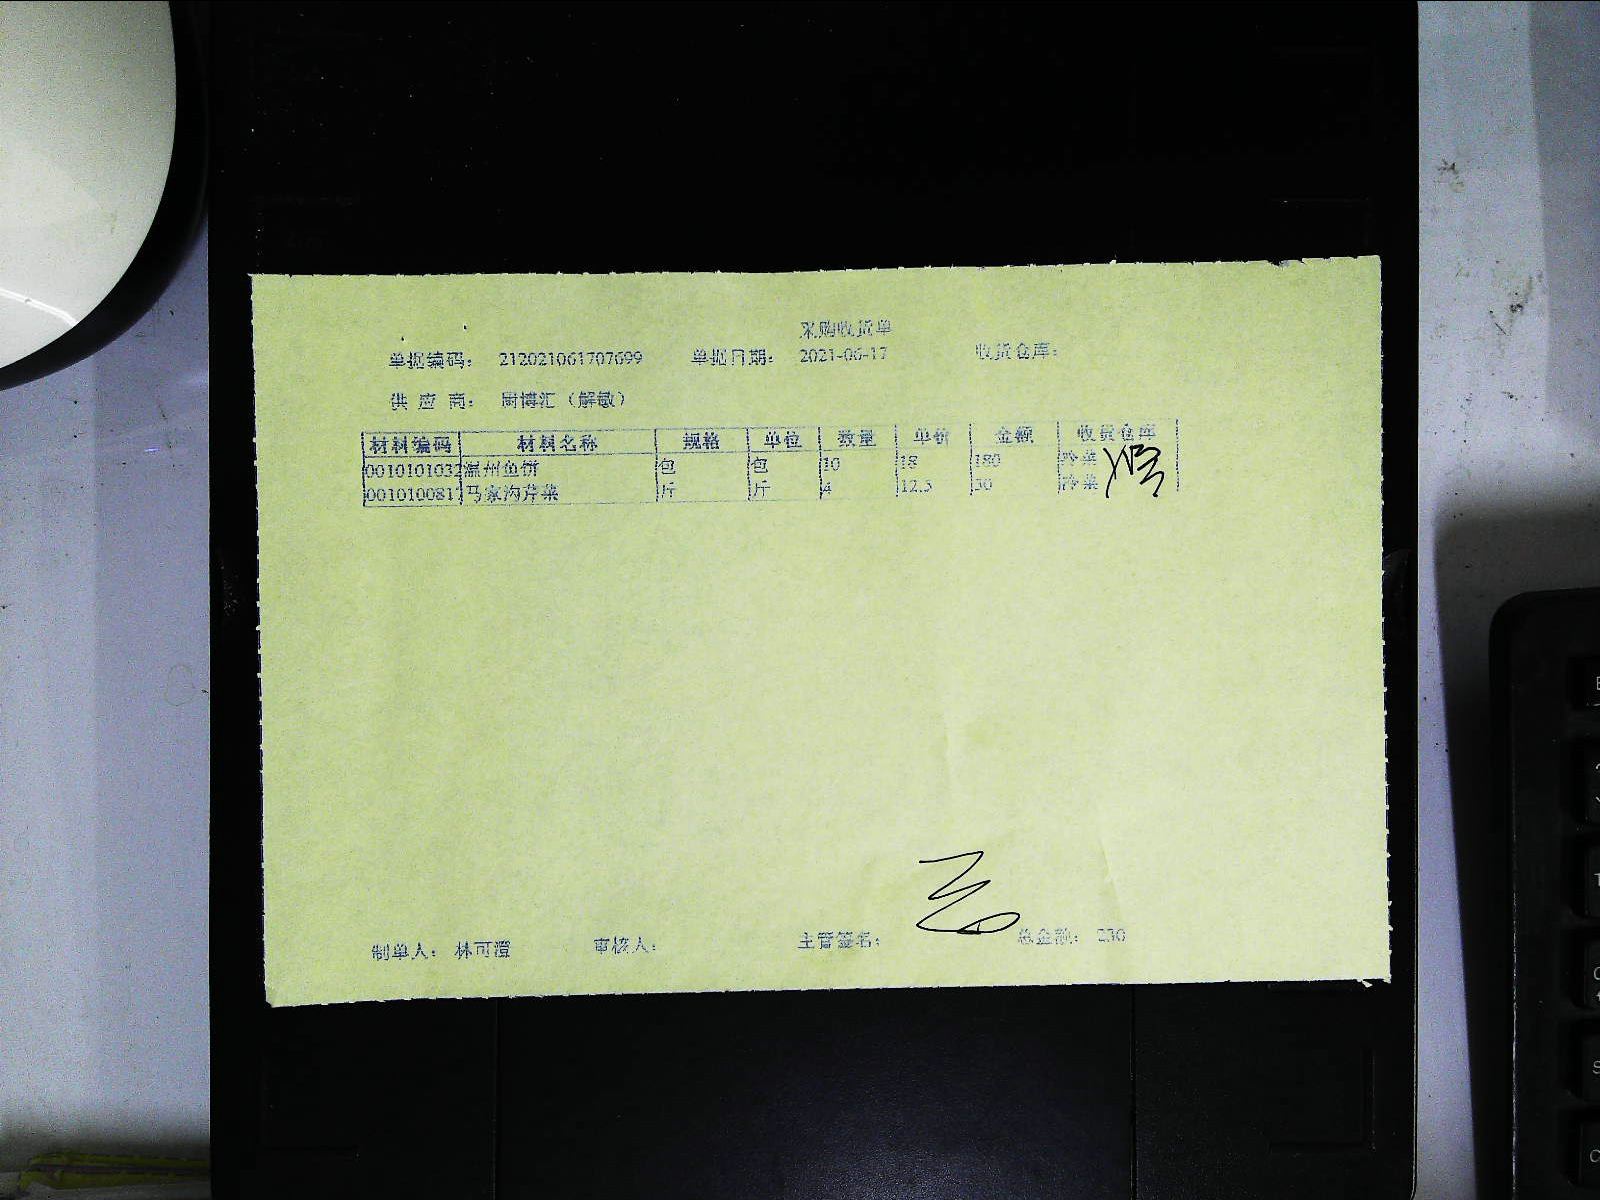 采购收货单
单据编码： 212021061707699 单据日期： 2021-06-17 收货仓库：
供 应 商： 厨博汇（解敏）
材料编码 材料名称 规格 单位 数量 单价 金额 收货仓库
0010101032 温州鱼饼 包 包 10 18 180 冷菜
001010081 马家沟芹菜 斤 斤 4 12.5 50 冷菜
制单人： 林可澄 审核人： 主管签名： 总金额： 230